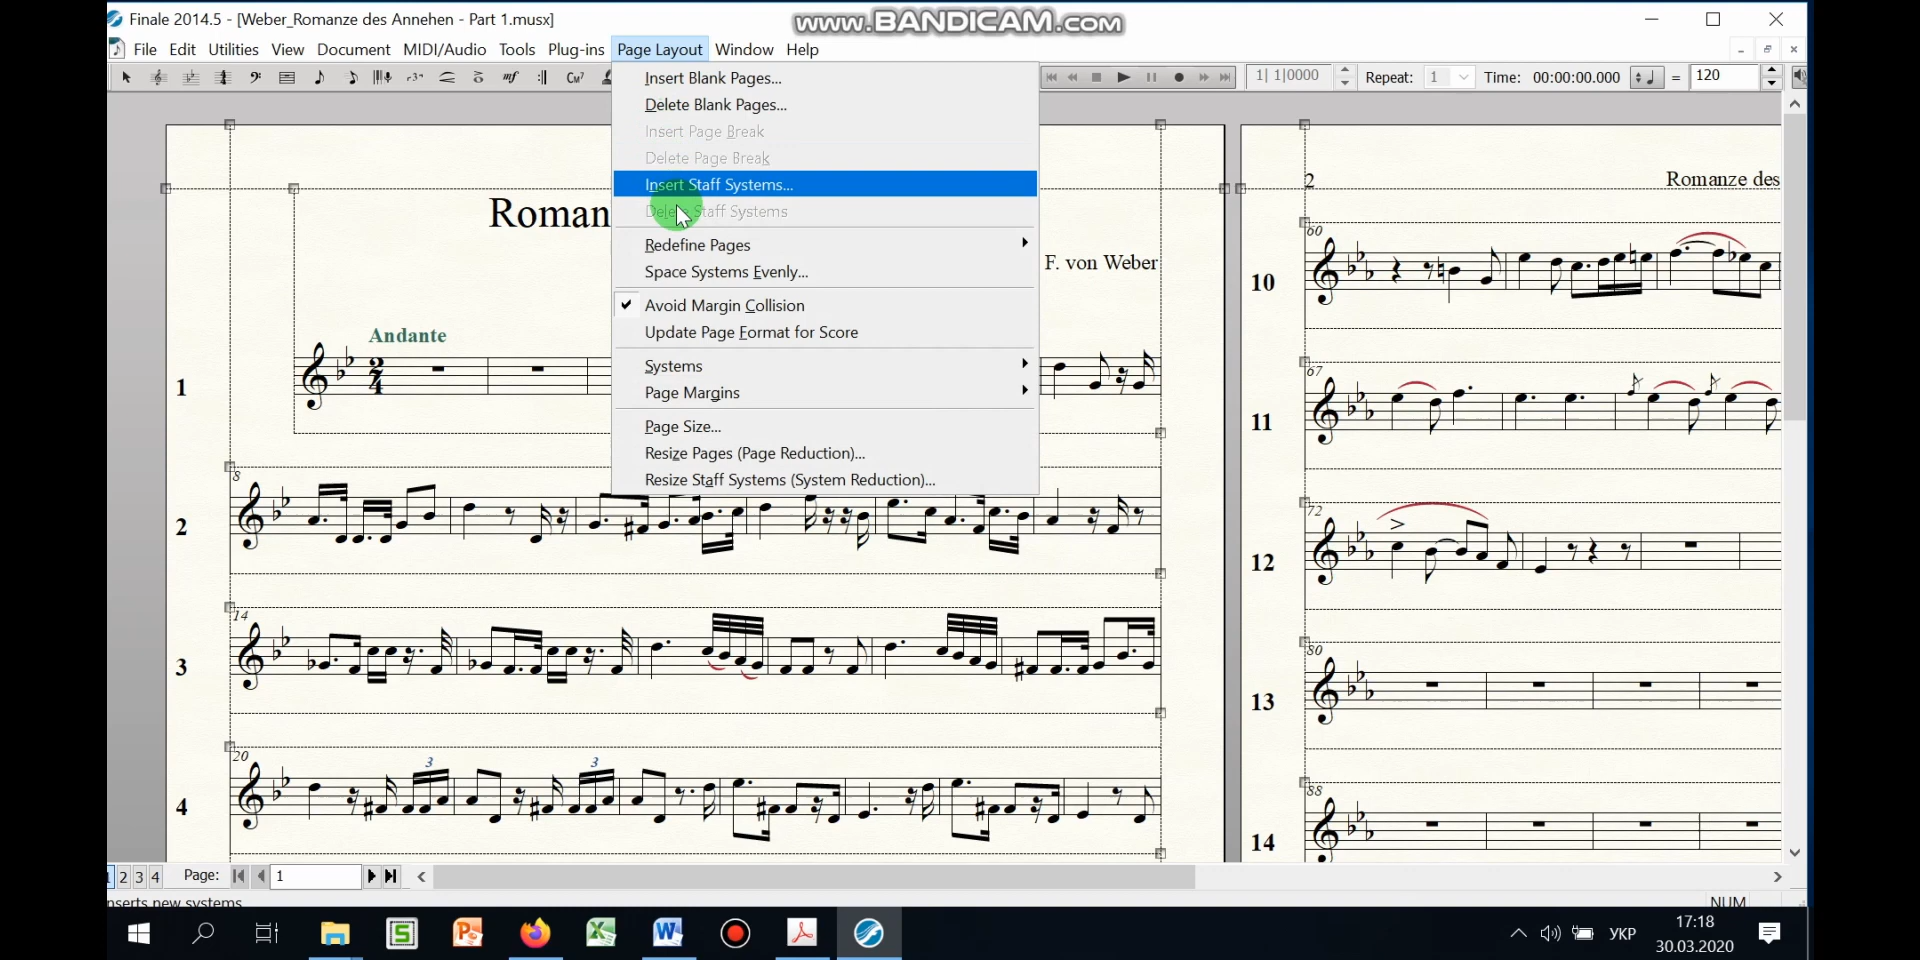 Finale 2014.5 - [Weber_Romanze des Annehen - Part 1.musx]
www.BANDICAM.com
File Edit Utilities View Document MIDI/Audio Tools Plug-ins Page Layout Window Help
1| 1|0000 Repeat: 1 Time: 00:00:00.000 = 120
Insert Blank Pages...
Delete Blank Pages...
Insert Page Break
Delete Page Break
Insert Staff Systems...
Delete Staff Systems
Redefine Pages
Space Systems Evenly...
Avoid Margin Collision
Update Page Format for Score
Systems
Page Margins
Page Size...
Resize Pages (Page Reduction)...
Resize Staff Systems (System Reduction)...
Roman
F. von Weber
Andante
2
4
1
8
2
14
3
20
3
3
4
2
Romanze des
60
10
67
11
72
12
80
13
88
14
1 2 3 4 Page: 1
nserts new systems
NUM
УКР
17:18
30.03.2020